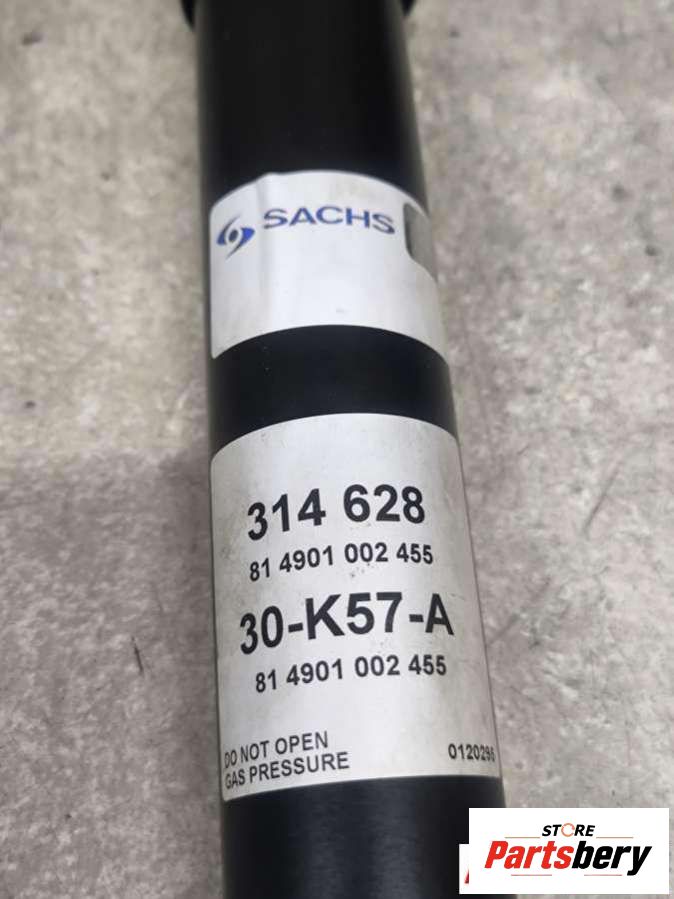 SACHS
314 628
81 4901 002 455
30-K57-A
81 4901 002 455
DO NOT OPEN
GAS PRESSURE
0120295
STORE
Partsbery